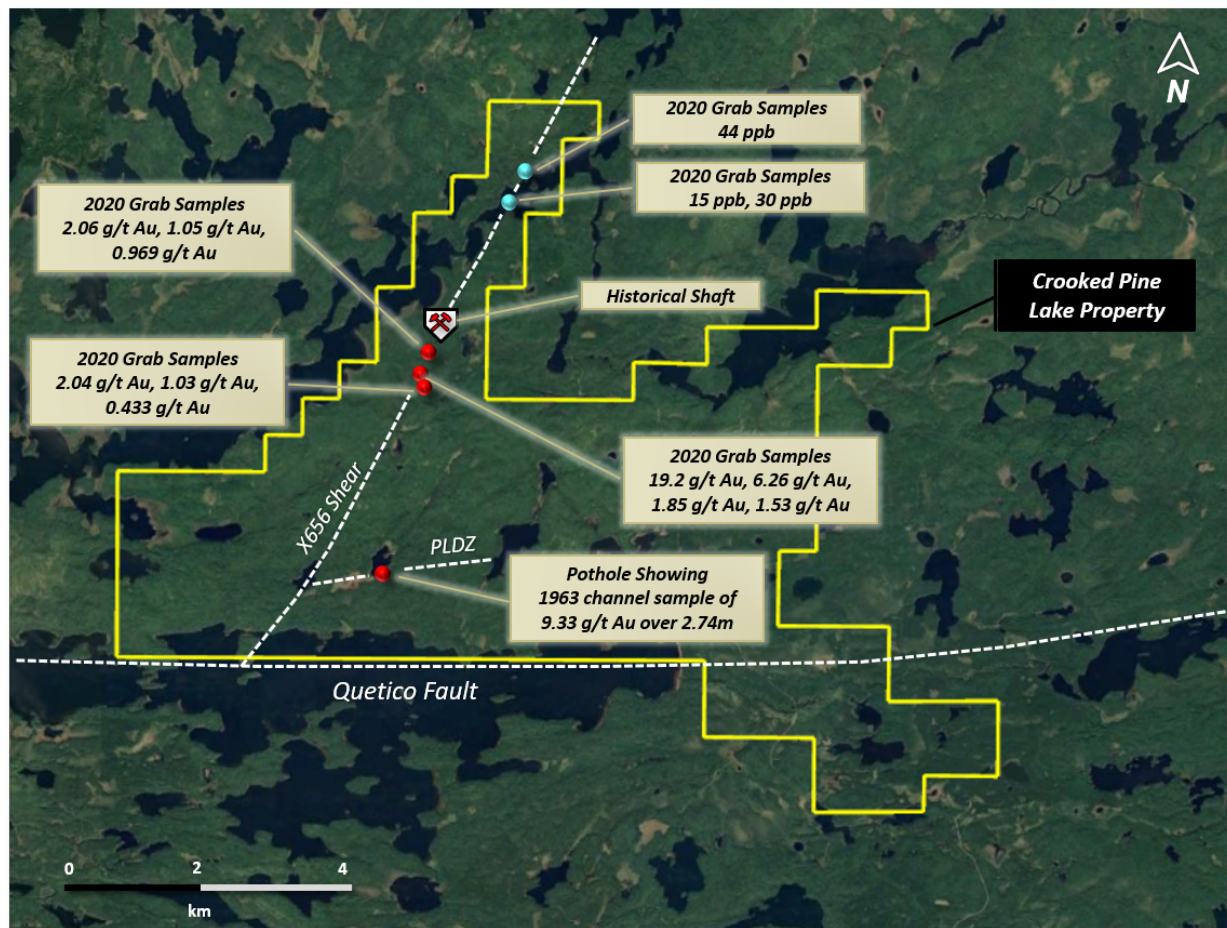 N
2020 Grab Samples
44 ppb
2020 Grab Samples
15 ppb, 30 ppb
2020 Grab Samples
2.06 g/t Au, 1.05 g/t Au,
0.969 g/t Au
Historical Shaft
Crooked Pine
Lake Property
2020 Grab Samples
2.04 g/t Au, 1.03 g/t Au,
0.433 g/t Au
2020 Grab Samples
19.2 g/t Au, 6.26 g/t Au,
1.85 g/t Au, 1.53 g/t Au
X656 Shear
PLDZ
Pothole Showing
1963 channel sample of
9.33 g/t Au over 2.74m
Quetico Fault
0 2 4
km